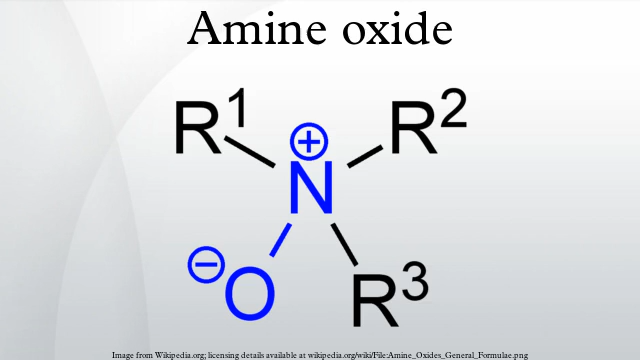 Amine oxide
R¹ R²
⊕
N
⊖
O R³
Image from Wikipedia.org; licensing details available at wikipedia.org/wiki/File:Amine_Oxides_General_Formulae.png